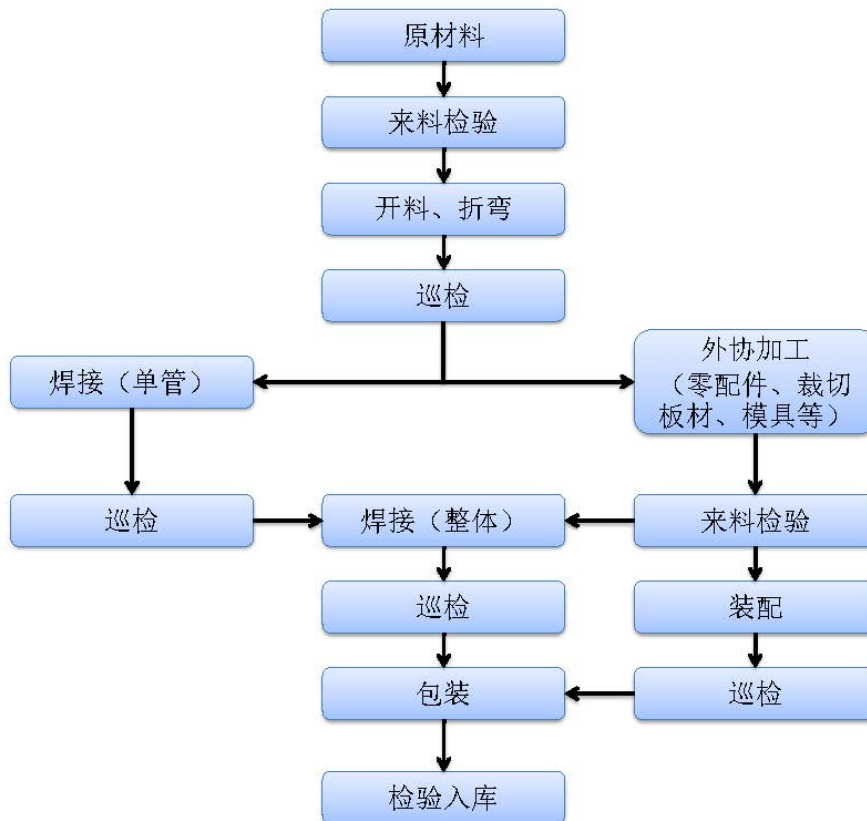 原材料
来料检验
开料、折弯
巡检
焊接（单管）
外协加工
（零配件、裁切
板材、模具等）
巡检
焊接（整体）
来料检验
巡检
装配
包装
巡检
检验入库